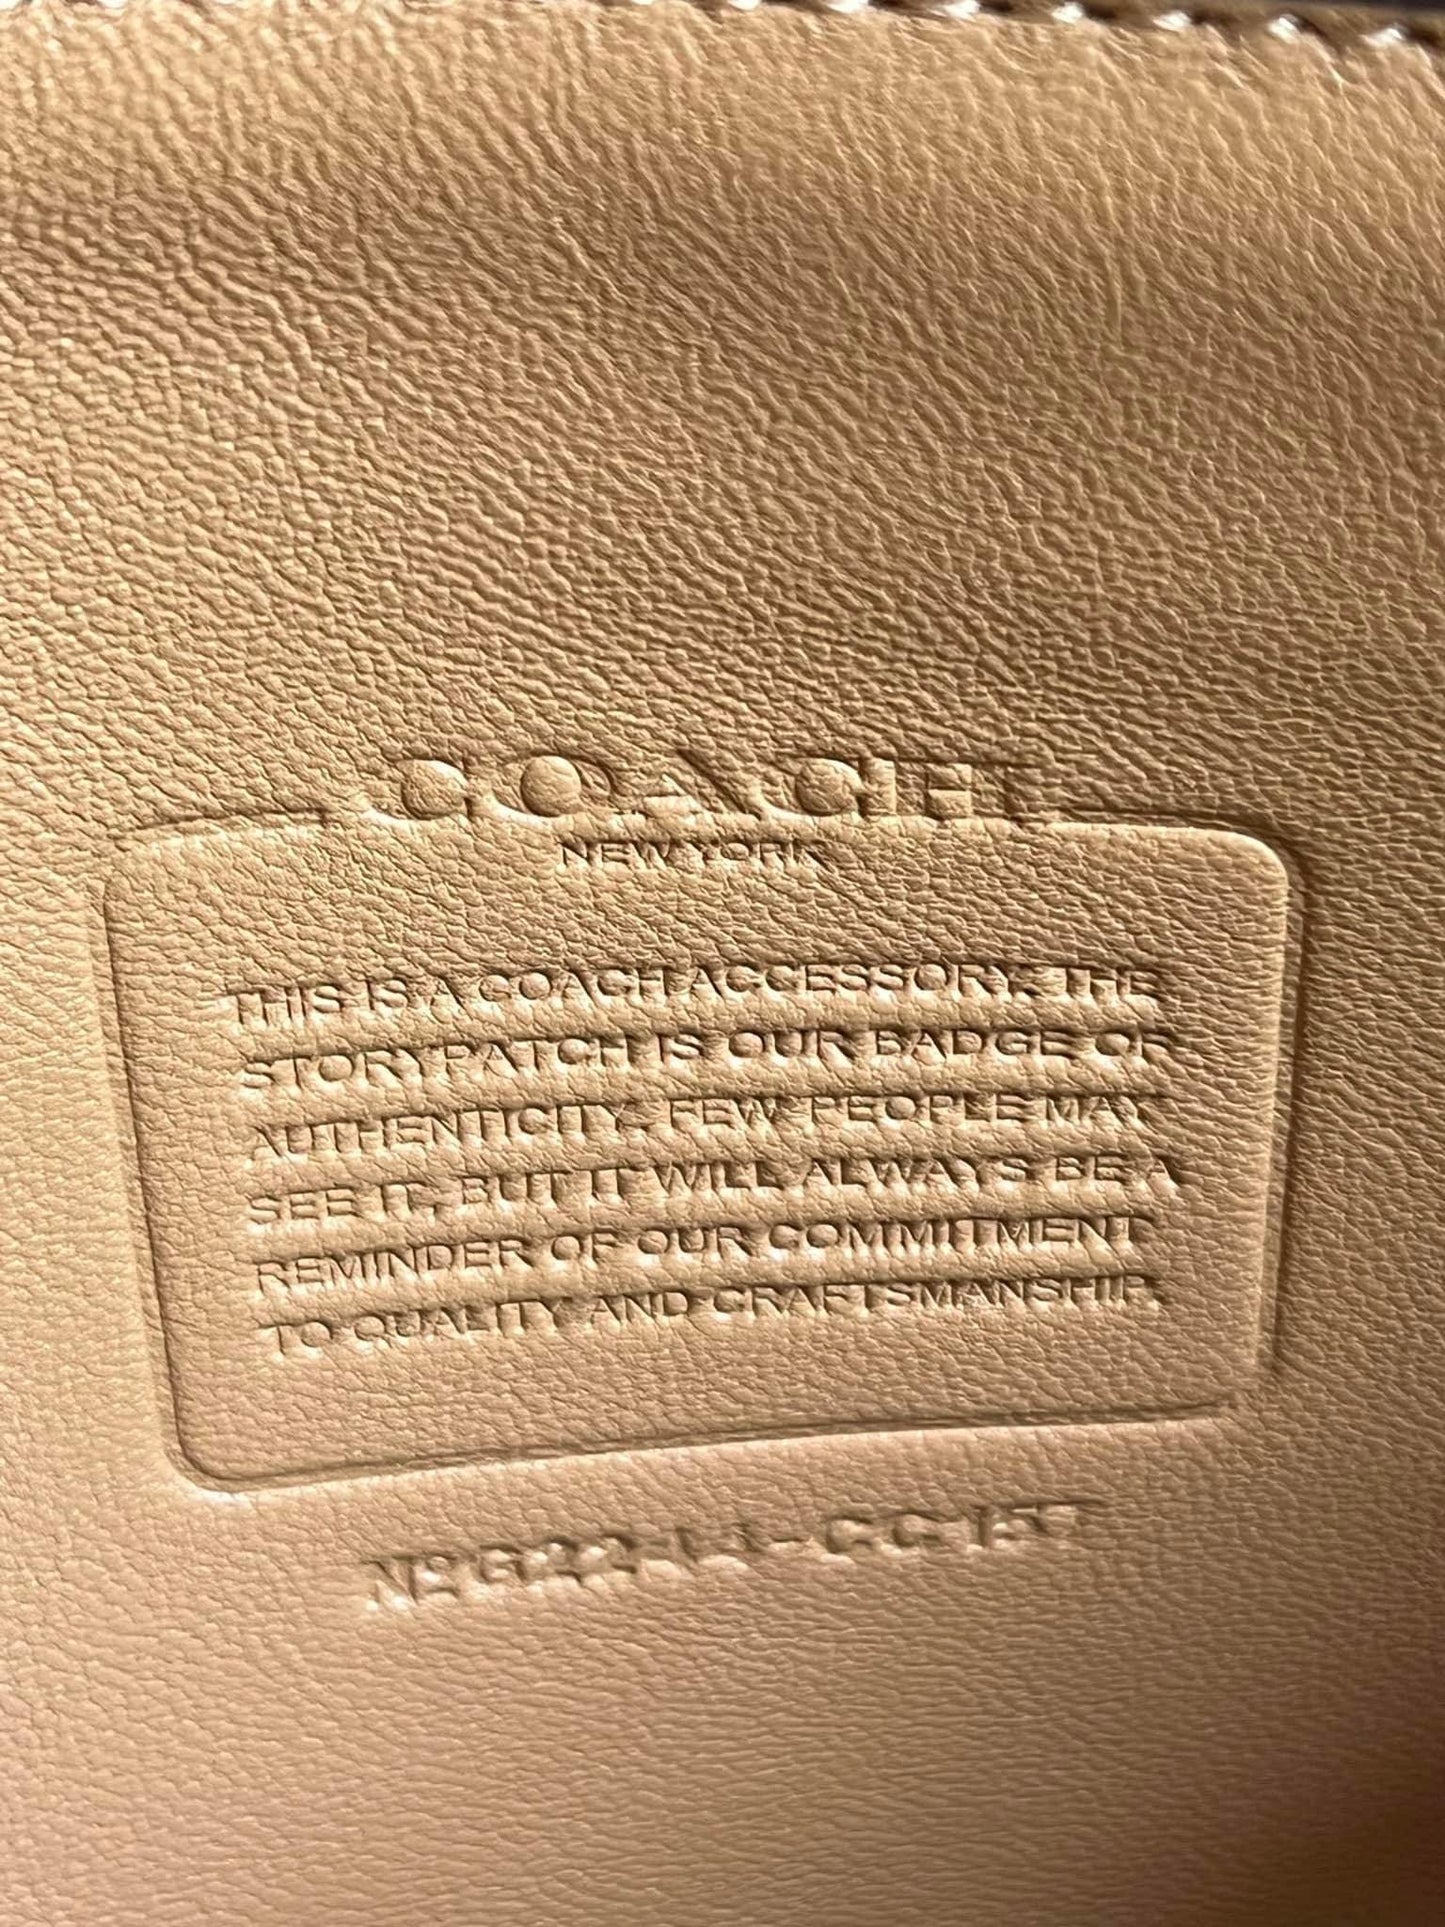 COACH
NEW YORK
THIS IS A COACH ACCESSORY. THE
STORYPATCH IS OUR BADGE OF
AUTHENTICITY. FEW PEOPLE MAY
SEE IT, BUT IT WILL ALWAYS BE A
REMINDER OF OUR COMMITMENT
TO QUALITY AND CRAFTSMANSHIP.